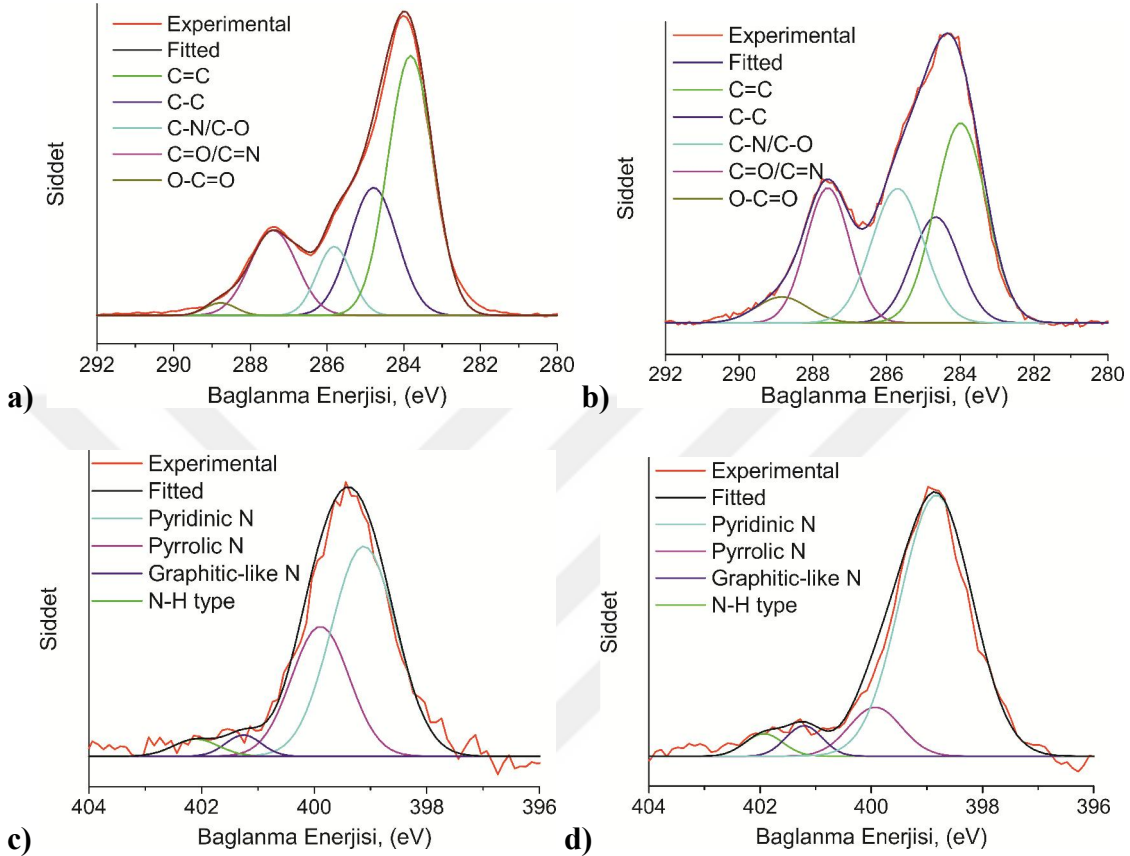 Experimental
Fitted
C=C
C-C
C-N/C-O
C=O/C=N
O-C=O
Siddet
292 290 288 286 284 282 280
Baglanma Enerjisi, (eV)
a)
Experimental
Fitted
C=C
C-C
C-N/C-O
C=O/C=N
O-C=O
Siddet
292 290 288 286 284 282 280
Baglanma Enerjisi, (eV)
b)
Experimental
Fitted
Pyridinic N
Pyrrolic N
Graphitic-like N
N-H type
Siddet
404 402 400 398 396
Baglanma Enerjisi, (eV)
c)
Experimental
Fitted
Pyridinic N
Pyrrolic N
Graphitic-like N
N-H type
Siddet
404 402 400 398 396
Baglanma Enerjisi, (eV)
d)